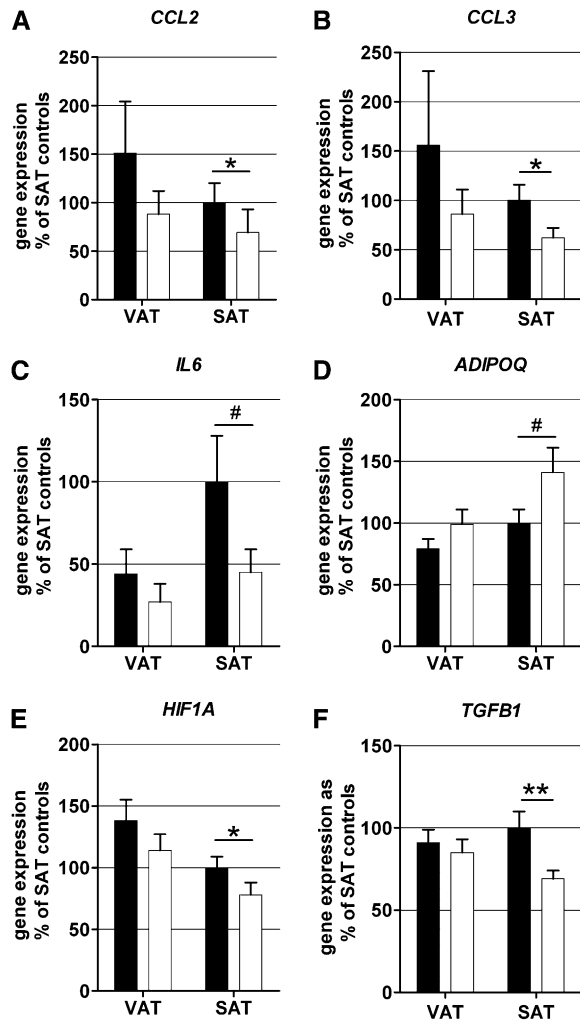 A
CCL2
gene expression
% of SAT controls
250
200
150
100
50
0
*
VAT
SAT
B
CCL3
gene expression
% of SAT controls
250
200
150
100
50
0
*
VAT
SAT
C
IL6
gene expression
% of SAT controls
150
100
50
0
#
VAT
SAT
D
ADIPOQ
gene expression
% of SAT controls
200
150
100
50
0
#
VAT
SAT
E
HIF1A
gene expression
% of SAT controls
200
150
100
50
0
*
VAT
SAT
F
TGFB1
gene expression as
% of SAT controls
150
100
50
0
**
VAT
SAT